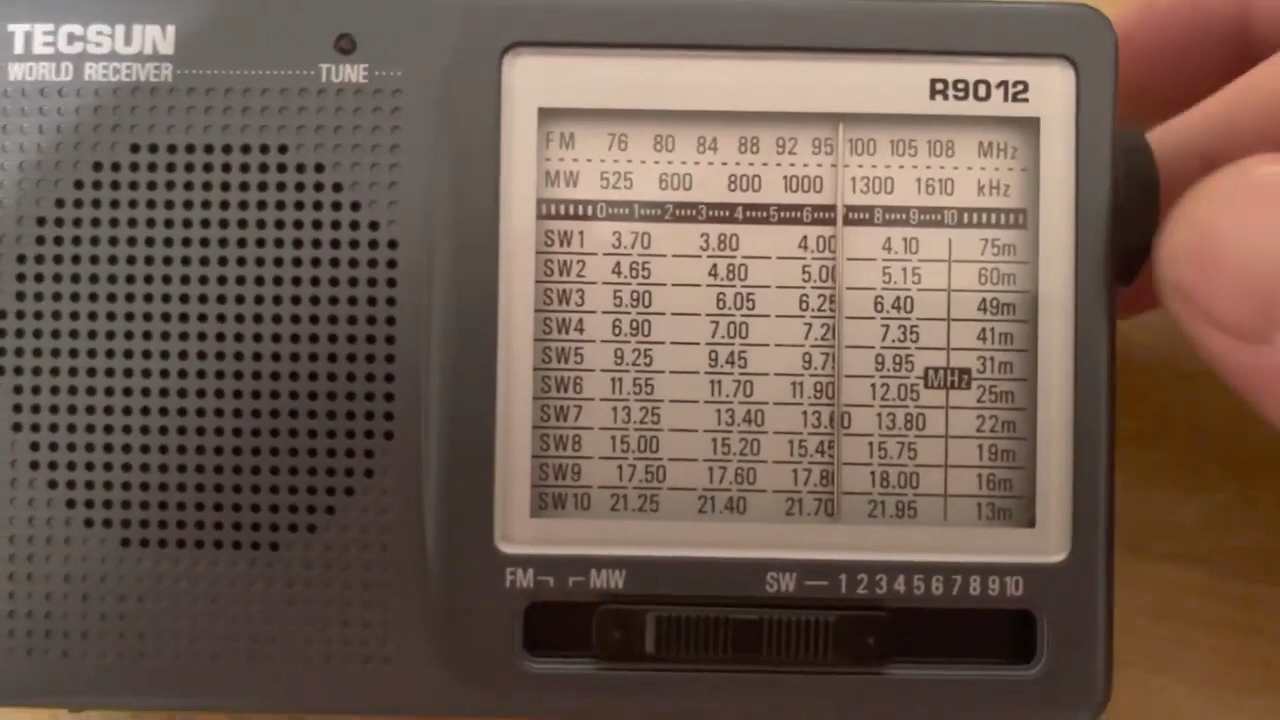 TECSUN
WORLD RECEIVER TUNE
R9012
FM 76 80 84 88 92 95 100 105 108 MHz
MW 525 600 800 1000 1300 1610 kHz
0 1 2 3 4 5 6 8 9 10
SW1 3.70 3.80 4.00 4.10 75m
SW2 4.65 4.80 5.00 5.15 60m
SW3 5.90 6.05 6.25 6.40 49m
SW4 6.90 7.00 7.2 7.35 41m
SW5 9.25 9.45 9.7 9.95 31m
MHz
SW6 11.55 11.70 11.90 12.05 25m
SW7 13.25 13.40 13.60 13.80 22m
SW8 15.00 15.20 15.45 15.75 19m
SW9 17.50 17.60 17.8 18.00 16m
SW10 21.25 21.40 21.70 21.95 13m
FM MW SW — 1 2 3 4 5 6 7 8 9 10